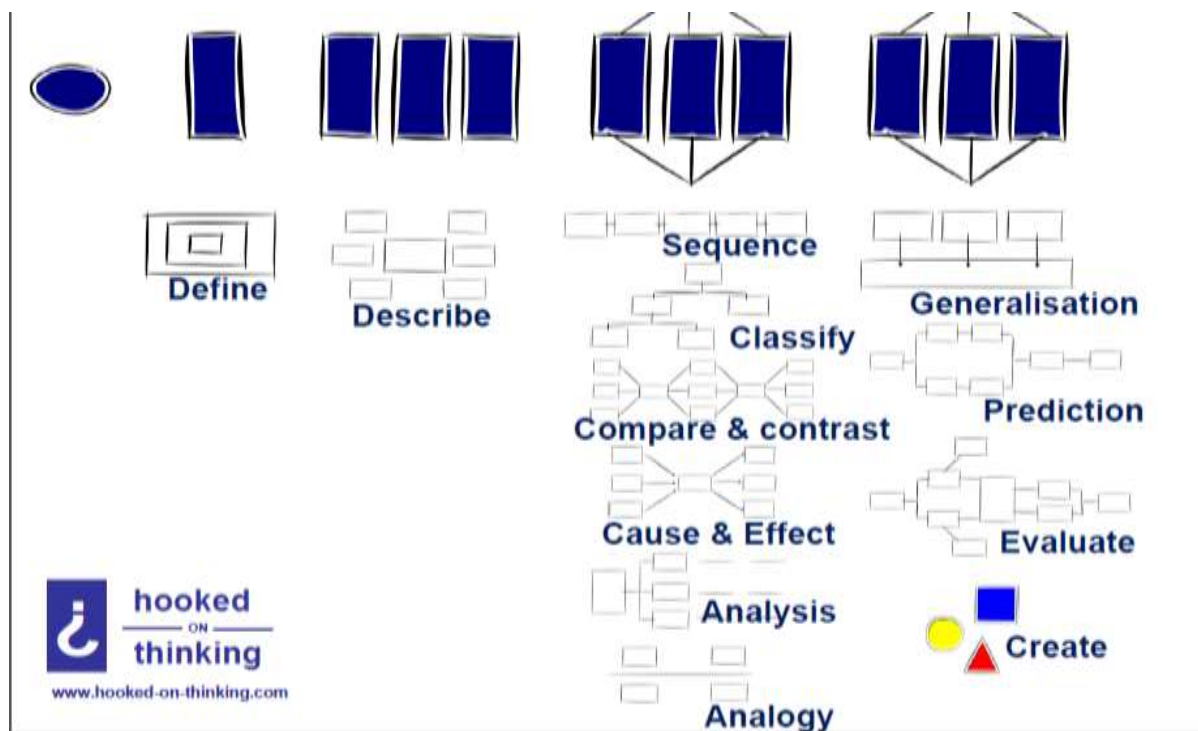 Define
Describe
Sequence
Classify
Compare & contrast
Cause & Effect
Analysis
Analogy
Generalisation
Prediction
Evaluate
Create
hooked
ON
thinking
www.hooked-on-thinking.com